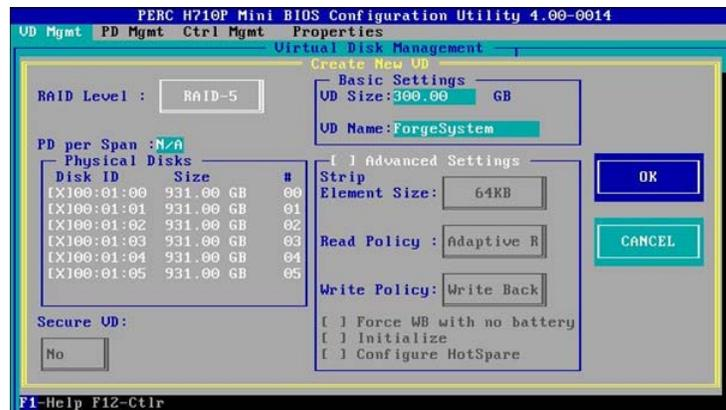 PERC H710P Mini BIOS Configuration Utility 4.00-0014
VD Mgmt PD Mgmt Ctrl Mgmt Properties
Virtual Disk Management
Create New VD
RAID Level : RAID-5
Basic Settings
VD Size:300.00 GB
VD Name:ForgeSystem
PD per Span :N/A
Physical Disks
Disk ID Size #
[X]00:01:00 931.00 GB 00
[X]00:01:01 931.00 GB 01
[X]00:01:02 931.00 GB 02
[X]00:01:03 931.00 GB 03
[X]00:01:04 931.00 GB 04
[X]00:01:05 931.00 GB 05
[ ] Advanced Settings
Strip
Element Size: 64KB
Read Policy : Adaptive R
Write Policy: Write Back
[ ] Force WB with no battery
[ ] Initialize
[ ] Configure HotSpare
OK
CANCEL
Secure VD:
No
F1-Help F12-Ctlr